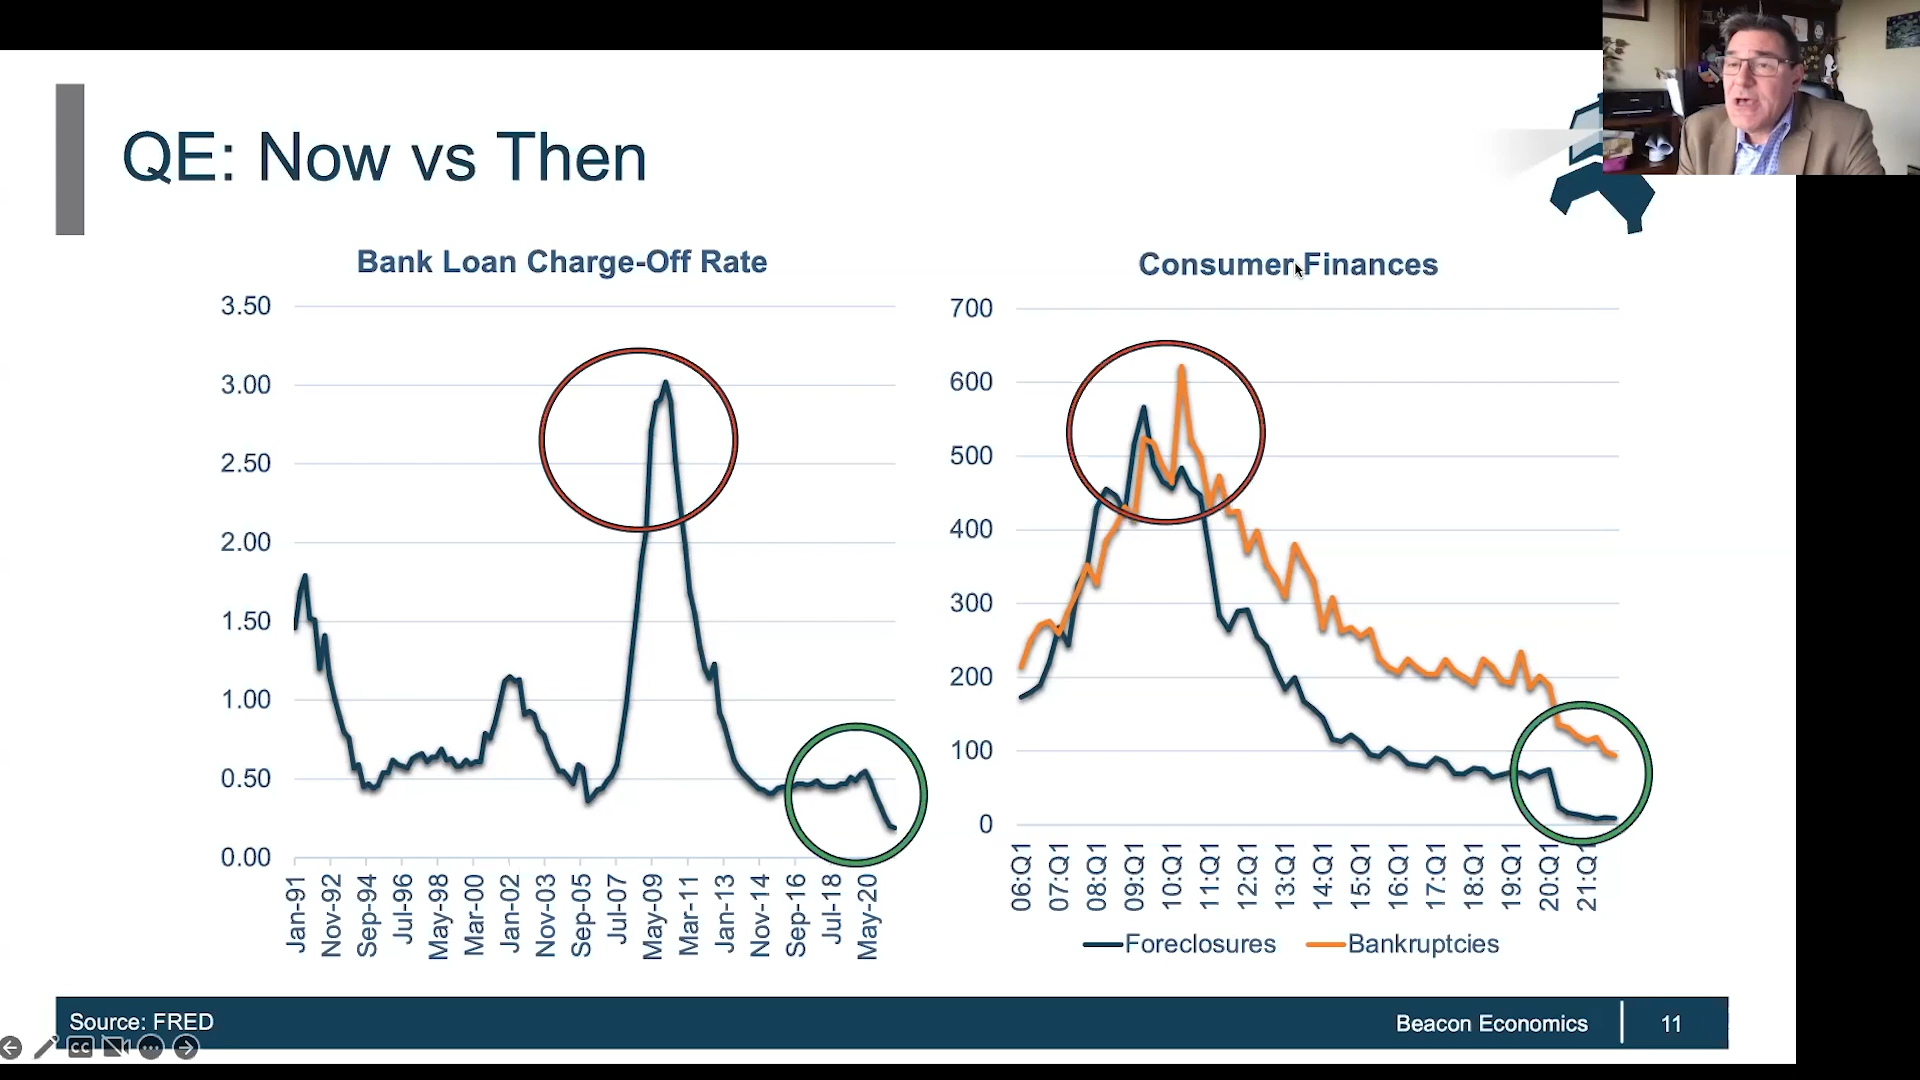 QE: Now vs Then
Bank Loan Charge-Off Rate
3.50
3.00
2.50
2.00
1.50
1.00
0.50
0.00
Jan-91
Nov-92
Sep-94
Jul-96
May-98
Mar-00
Jan-02
Nov-03
Sep-05
Jul-07
May-09
Mar-11
Jan-13
Nov-14
Sep-16
Jul-18
May-20
Consumer Finances
700
600
500
400
300
200
100
0
06:Q1
07:Q1
08:Q1
09:Q1
10:Q1
11:Q1
12:Q1
13:Q1
14:Q1
15:Q1
16:Q1
17:Q1
18:Q1
19:Q1
20:Q1
21:Q1
Foreclosures Bankruptcies
Source: FRED
Beacon Economics 11
CC